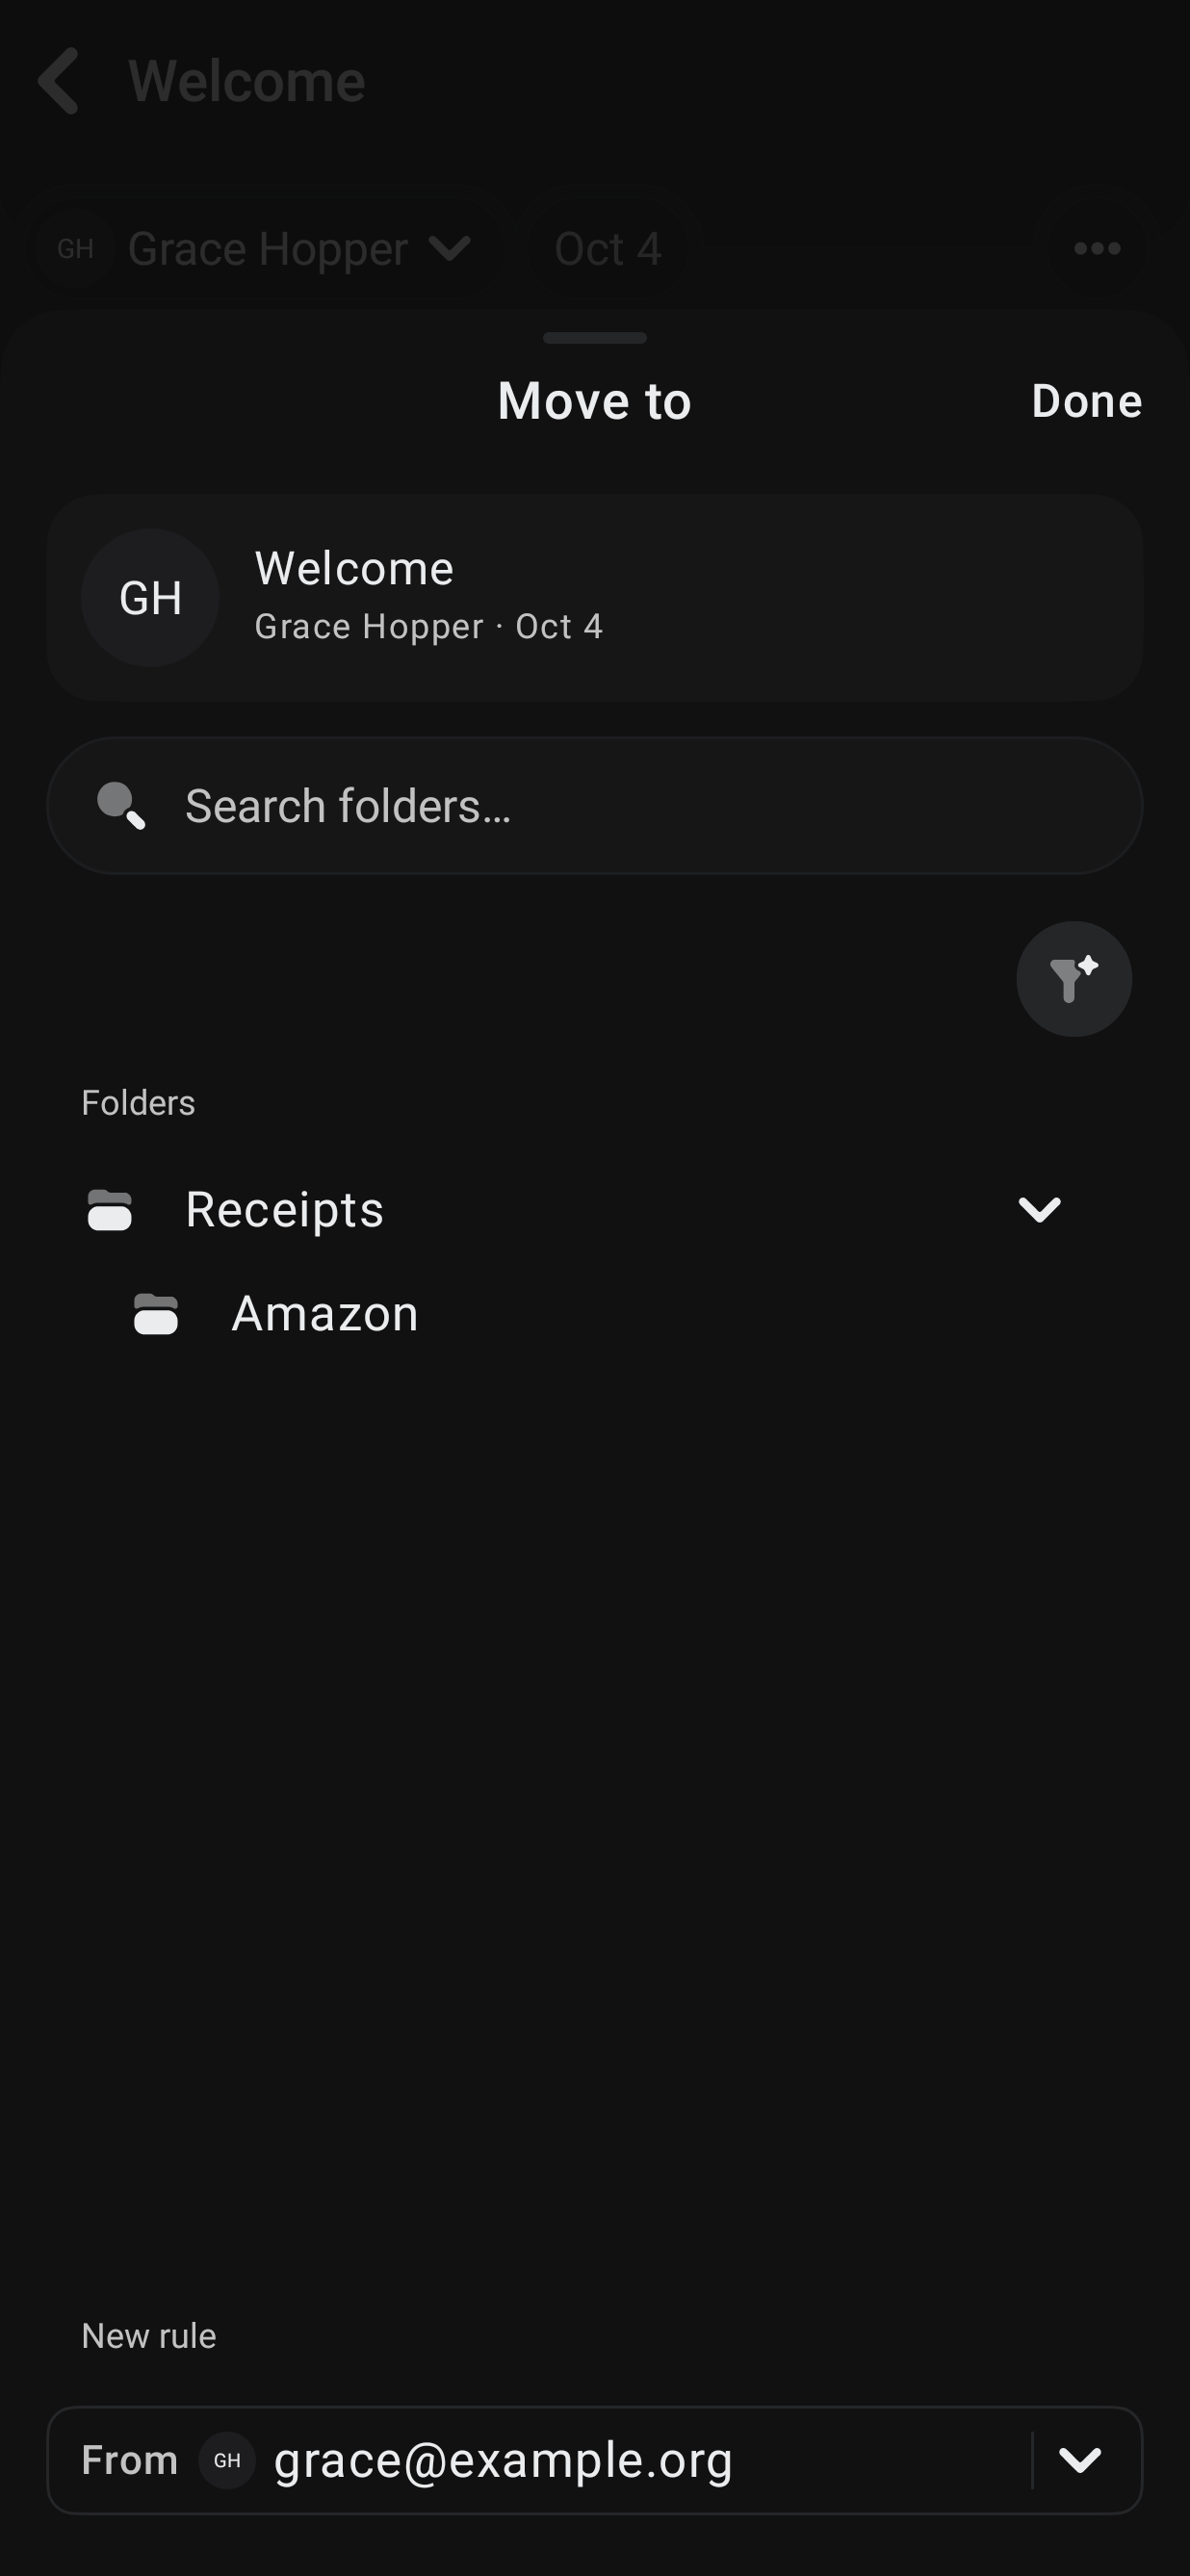 Welcome
GH Grace Hopper Oct 4
Move to Done
GH
Welcome
Grace Hopper · Oct 4
Search folders…
Folders
Receipts
Amazon
New rule
From GH grace@example.org